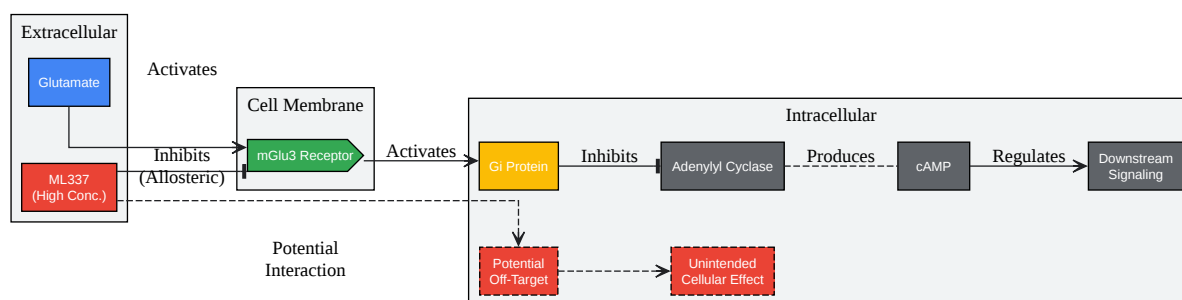 Extracellular
Glutamate
Activates
ML337
(High Conc.)
Inhibits
(Allosteric)
Cell Membrane
mGlu3 Receptor
Activates
Intracellular
Gi Protein
Inhibits
Adenylyl Cyclase
Produces
cAMP
Regulates
Downstream
Signaling
Potential
Interaction
Potential
Off-Target
Unintended
Cellular Effect